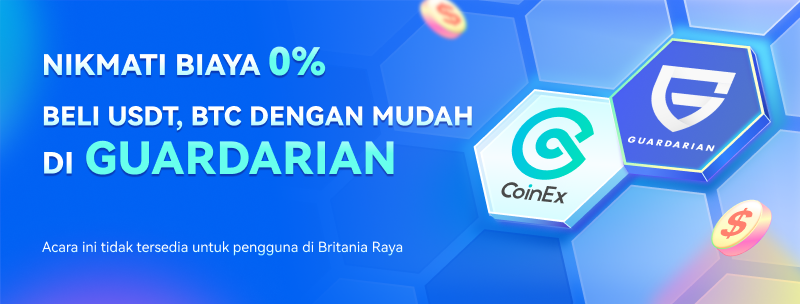 NIKMATI BIAYA 0%
BELI USDT, BTC DENGAN MUDAH
DI GUARDARIAN
Acara ini tidak tersedia untuk pengguna di Britania Raya
CoinEx
GUARDARIAN
$
$